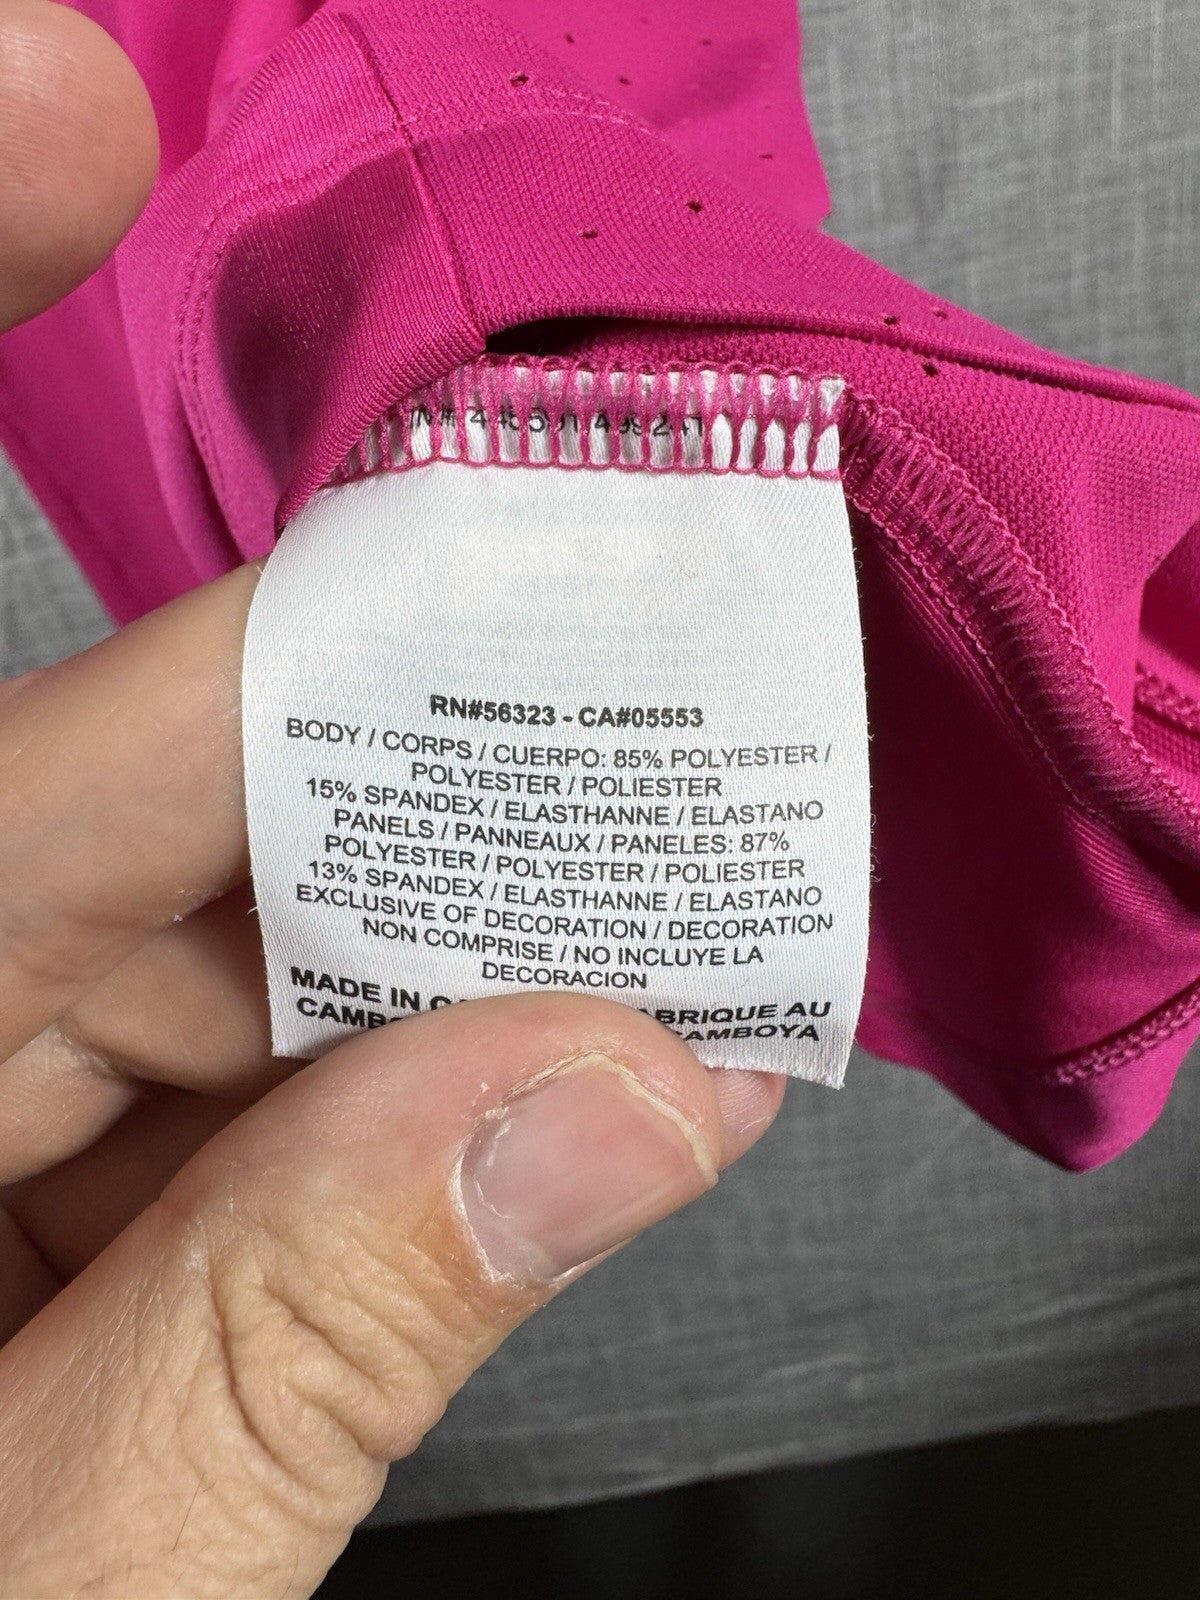 RN#56323 - CA#05553
BODY / CORPS / CUERPO: 85% POLYESTER /
POLYESTER / POLIESTER
15% SPANDEX / ELASTHANNE / ELASTANO
PANELS / PANNEAUX / PANELES: 87%
POLYESTER / POLYESTER / POLIESTER
13% SPANDEX / ELASTHANNE / ELASTANO
EXCLUSIVE OF DECORATION / DECORATION
NON COMPRISE / NO INCLUYE LA
DECORACION
MADE IN AU